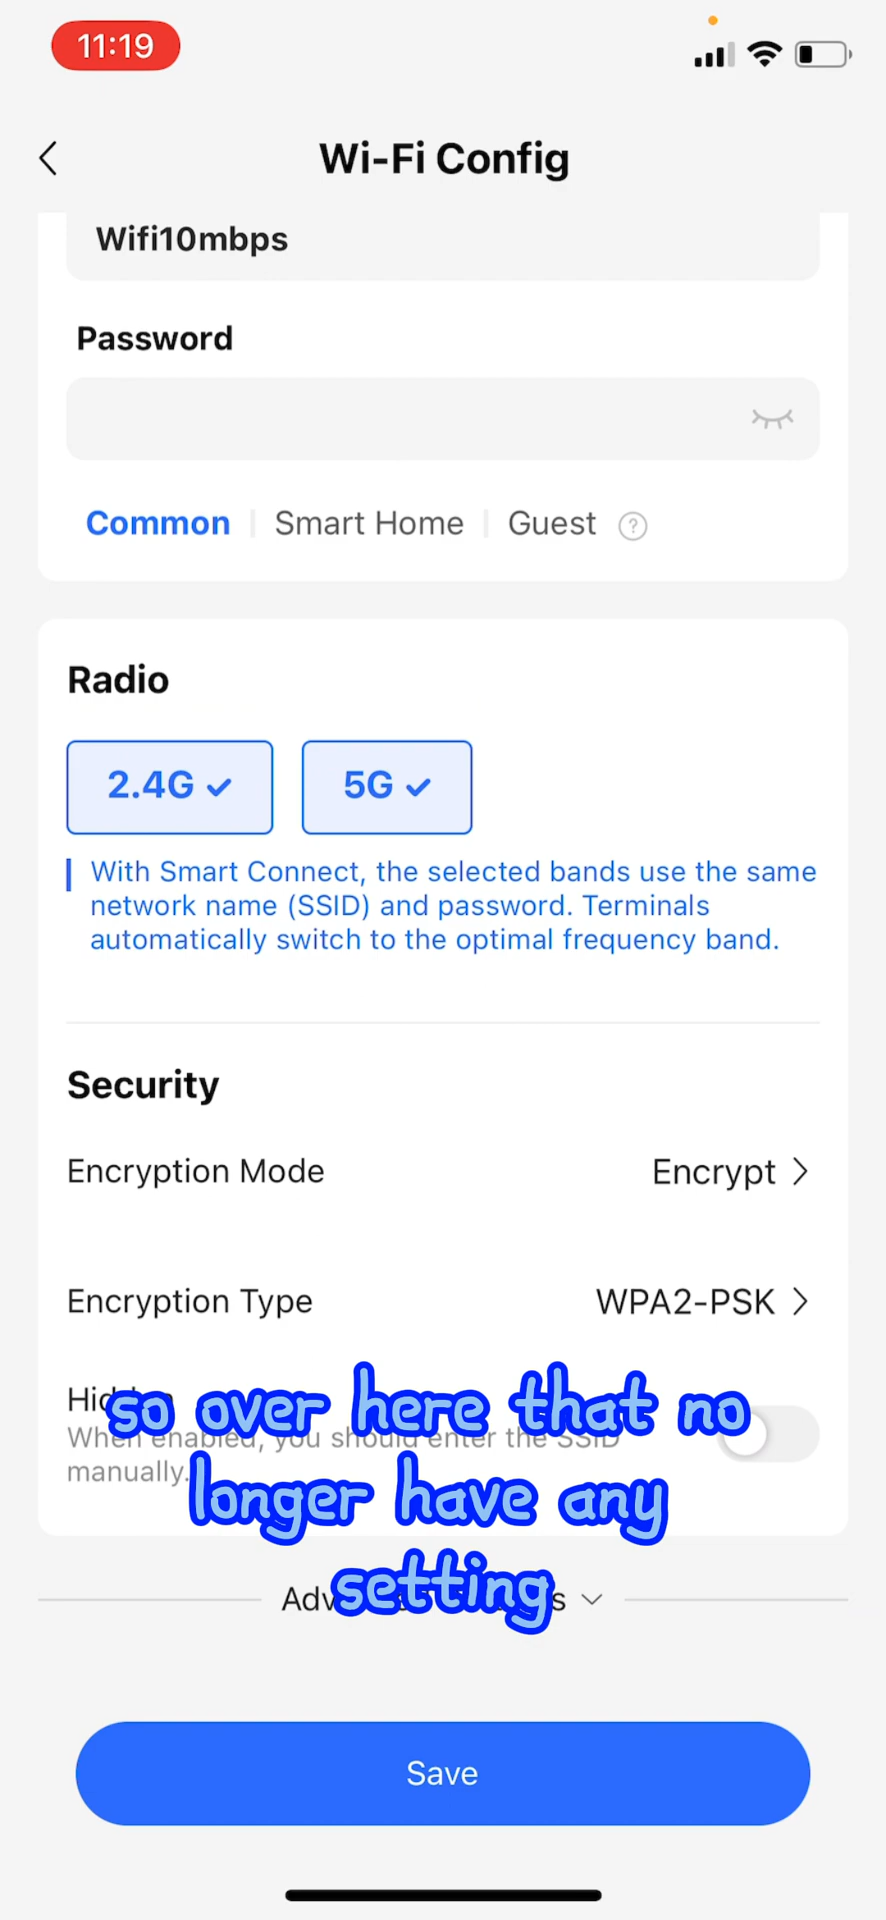 11:19
Wi-Fi Config
Wifi10mbps
Password
Common | Smart Home | Guest ?
Radio
2.4G ✓ 5G ✓
With Smart Connect, the selected bands use the same
network name (SSID) and password. Terminals
automatically switch to the optimal frequency band.
Security
Encryption Mode Encrypt >
Encryption Type WPA2-PSK >
so over here that no
When enabled, you should enter the SSID
manually.
longer have any
setting
Save